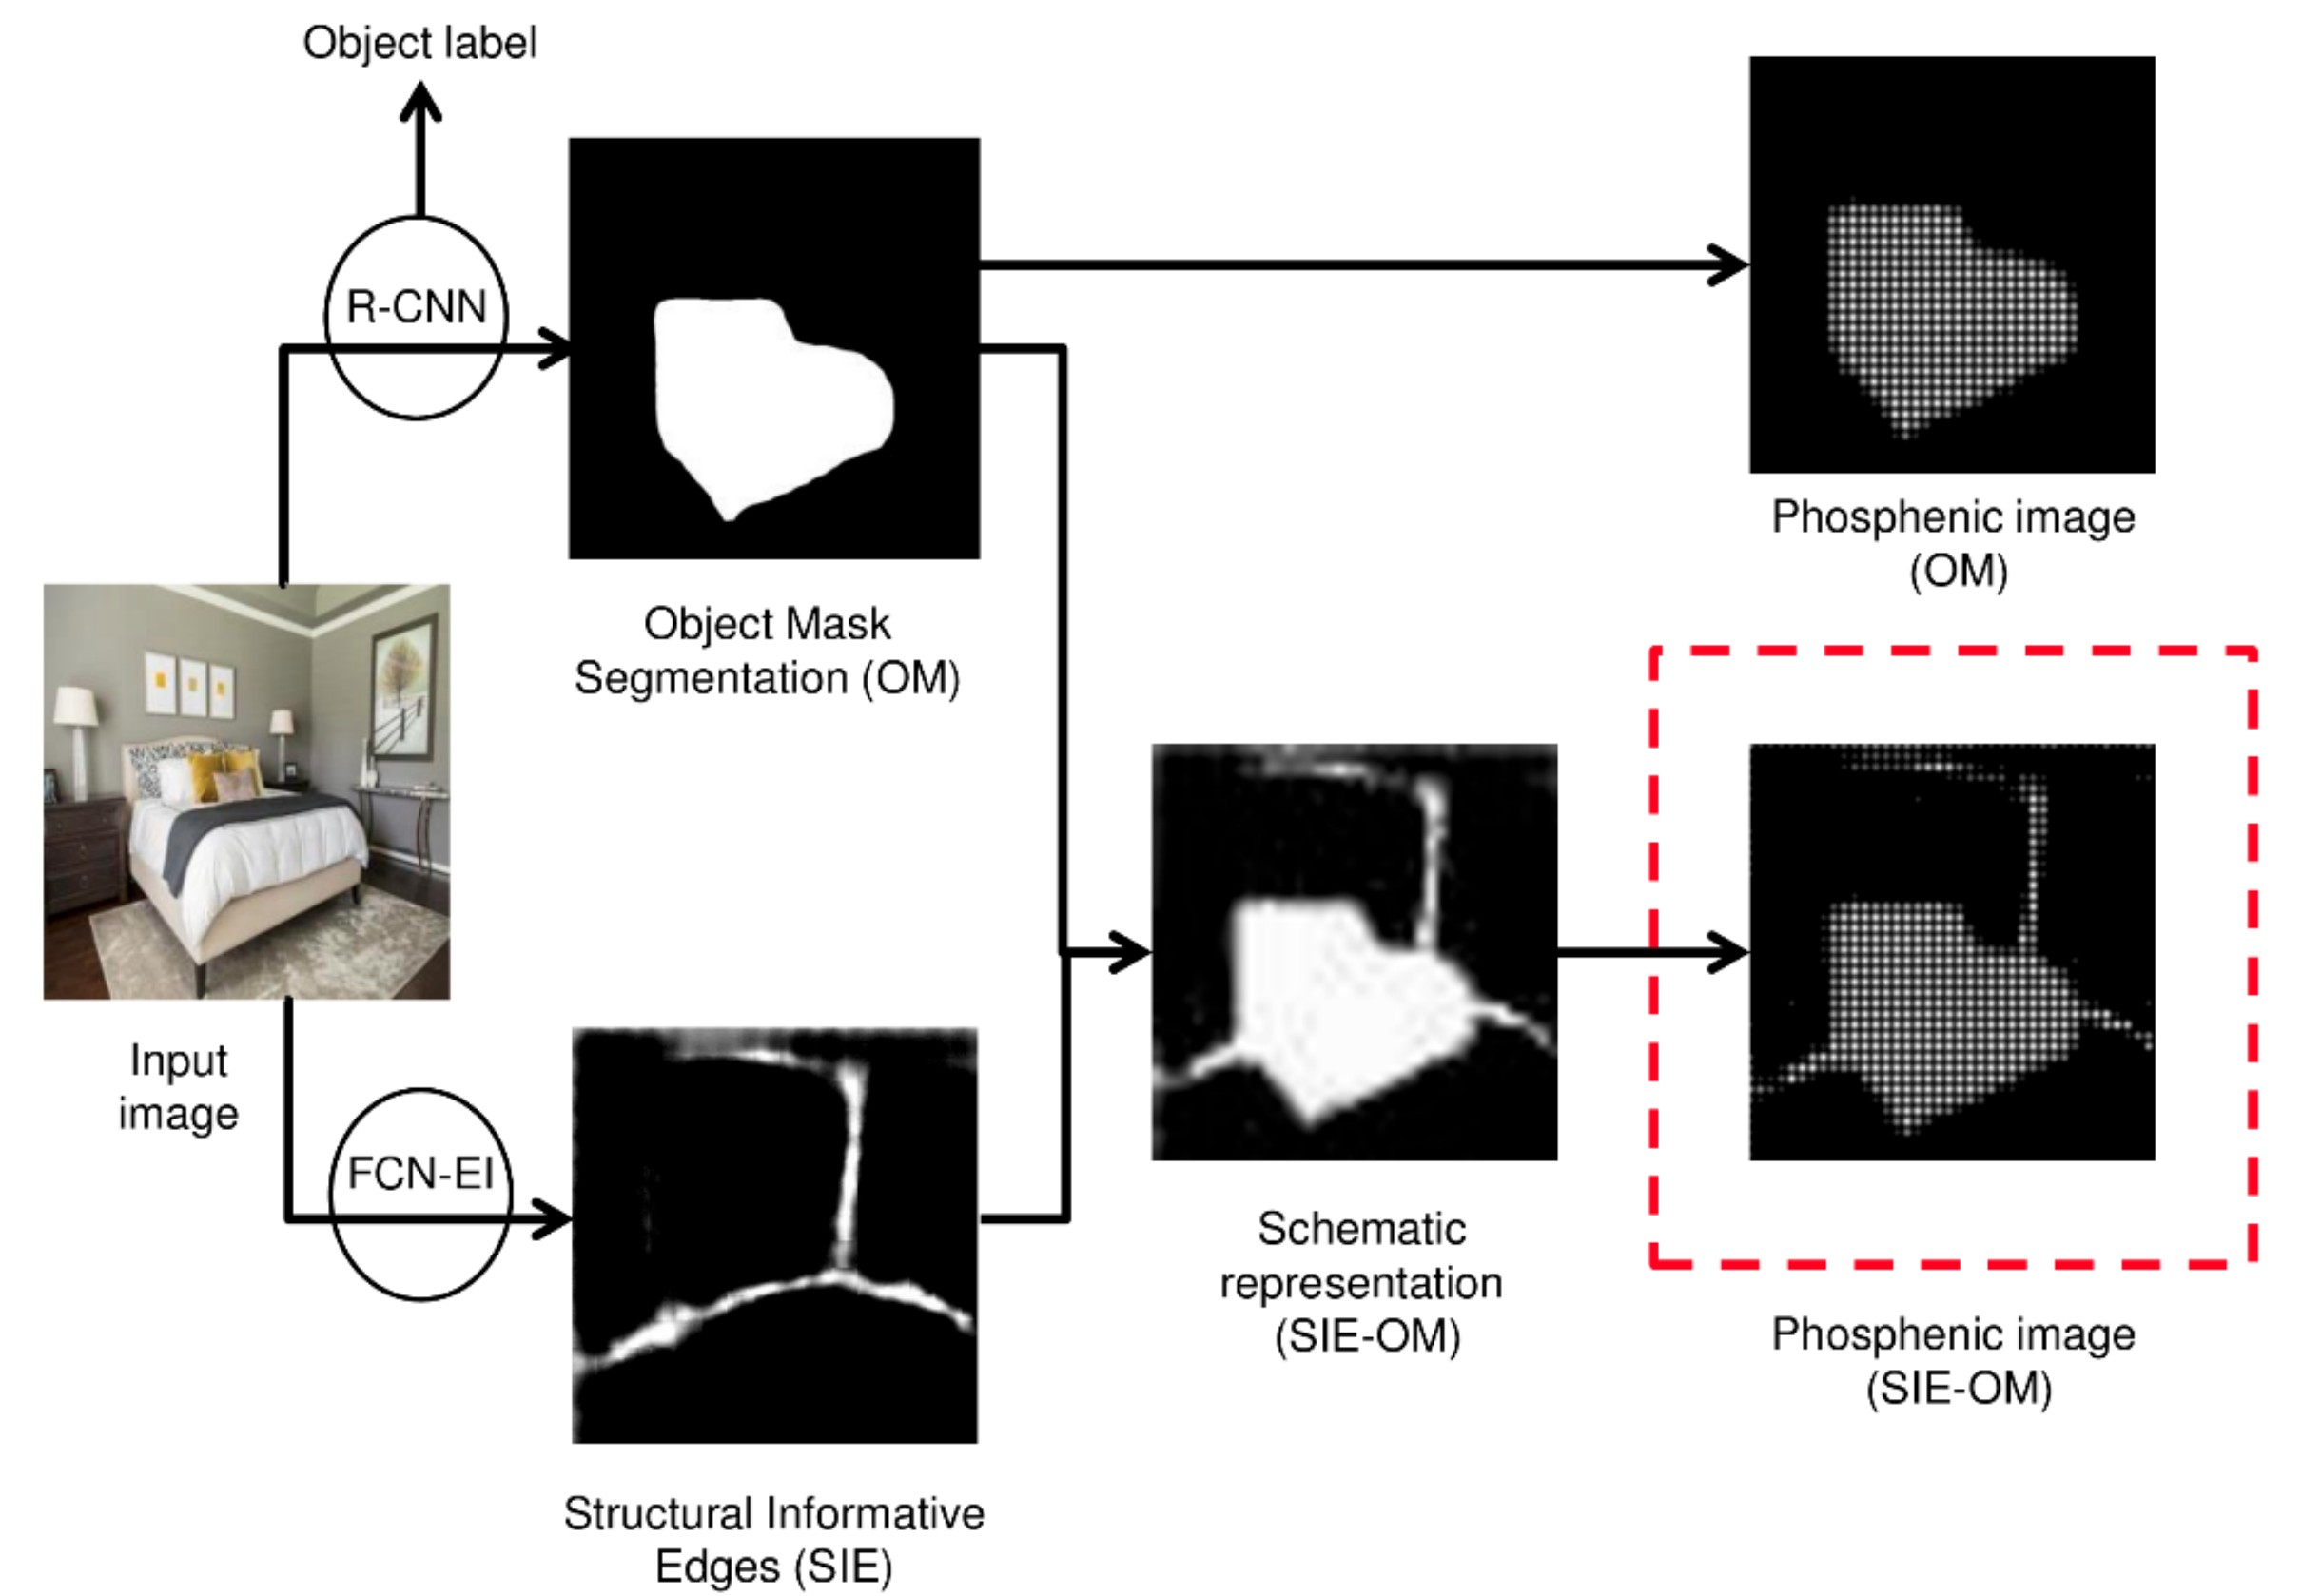 Object label
R-CNN
Object Mask
Segmentation (OM)
Phosphenic image
(OM)
Input
image
FCN-EI
Structural Informative
Edges (SIE)
Schematic
representation
(SIE-OM)
Phosphenic image
(SIE-OM)